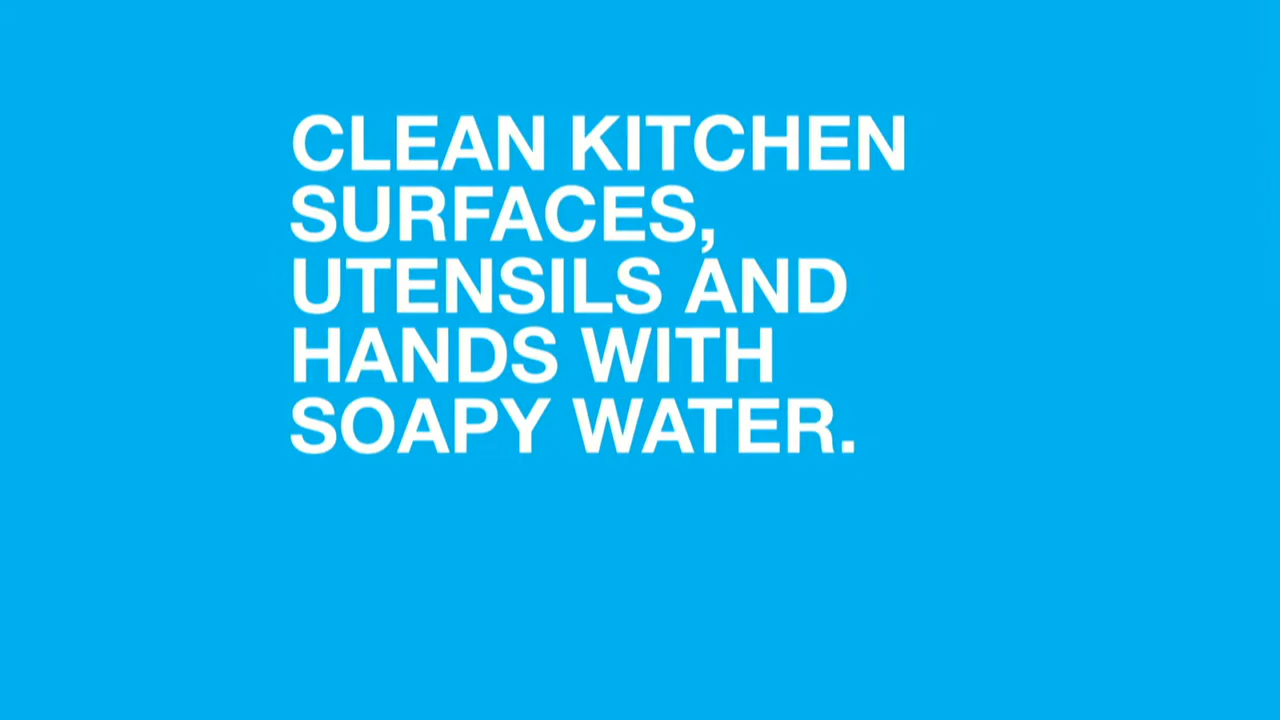 CLEAN KITCHEN
SURFACES,
UTENSILS AND
HANDS WITH
SOAPY WATER.